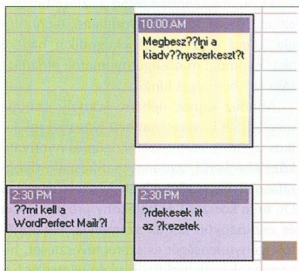 10:00 AM
Megbesz??lni a
kiadv??nyszerkeszt?t
2:30 PM
??rni kell a
WordPerfect Mailr?l
2:30 PM
?rdekesek itt
az ?kezetek